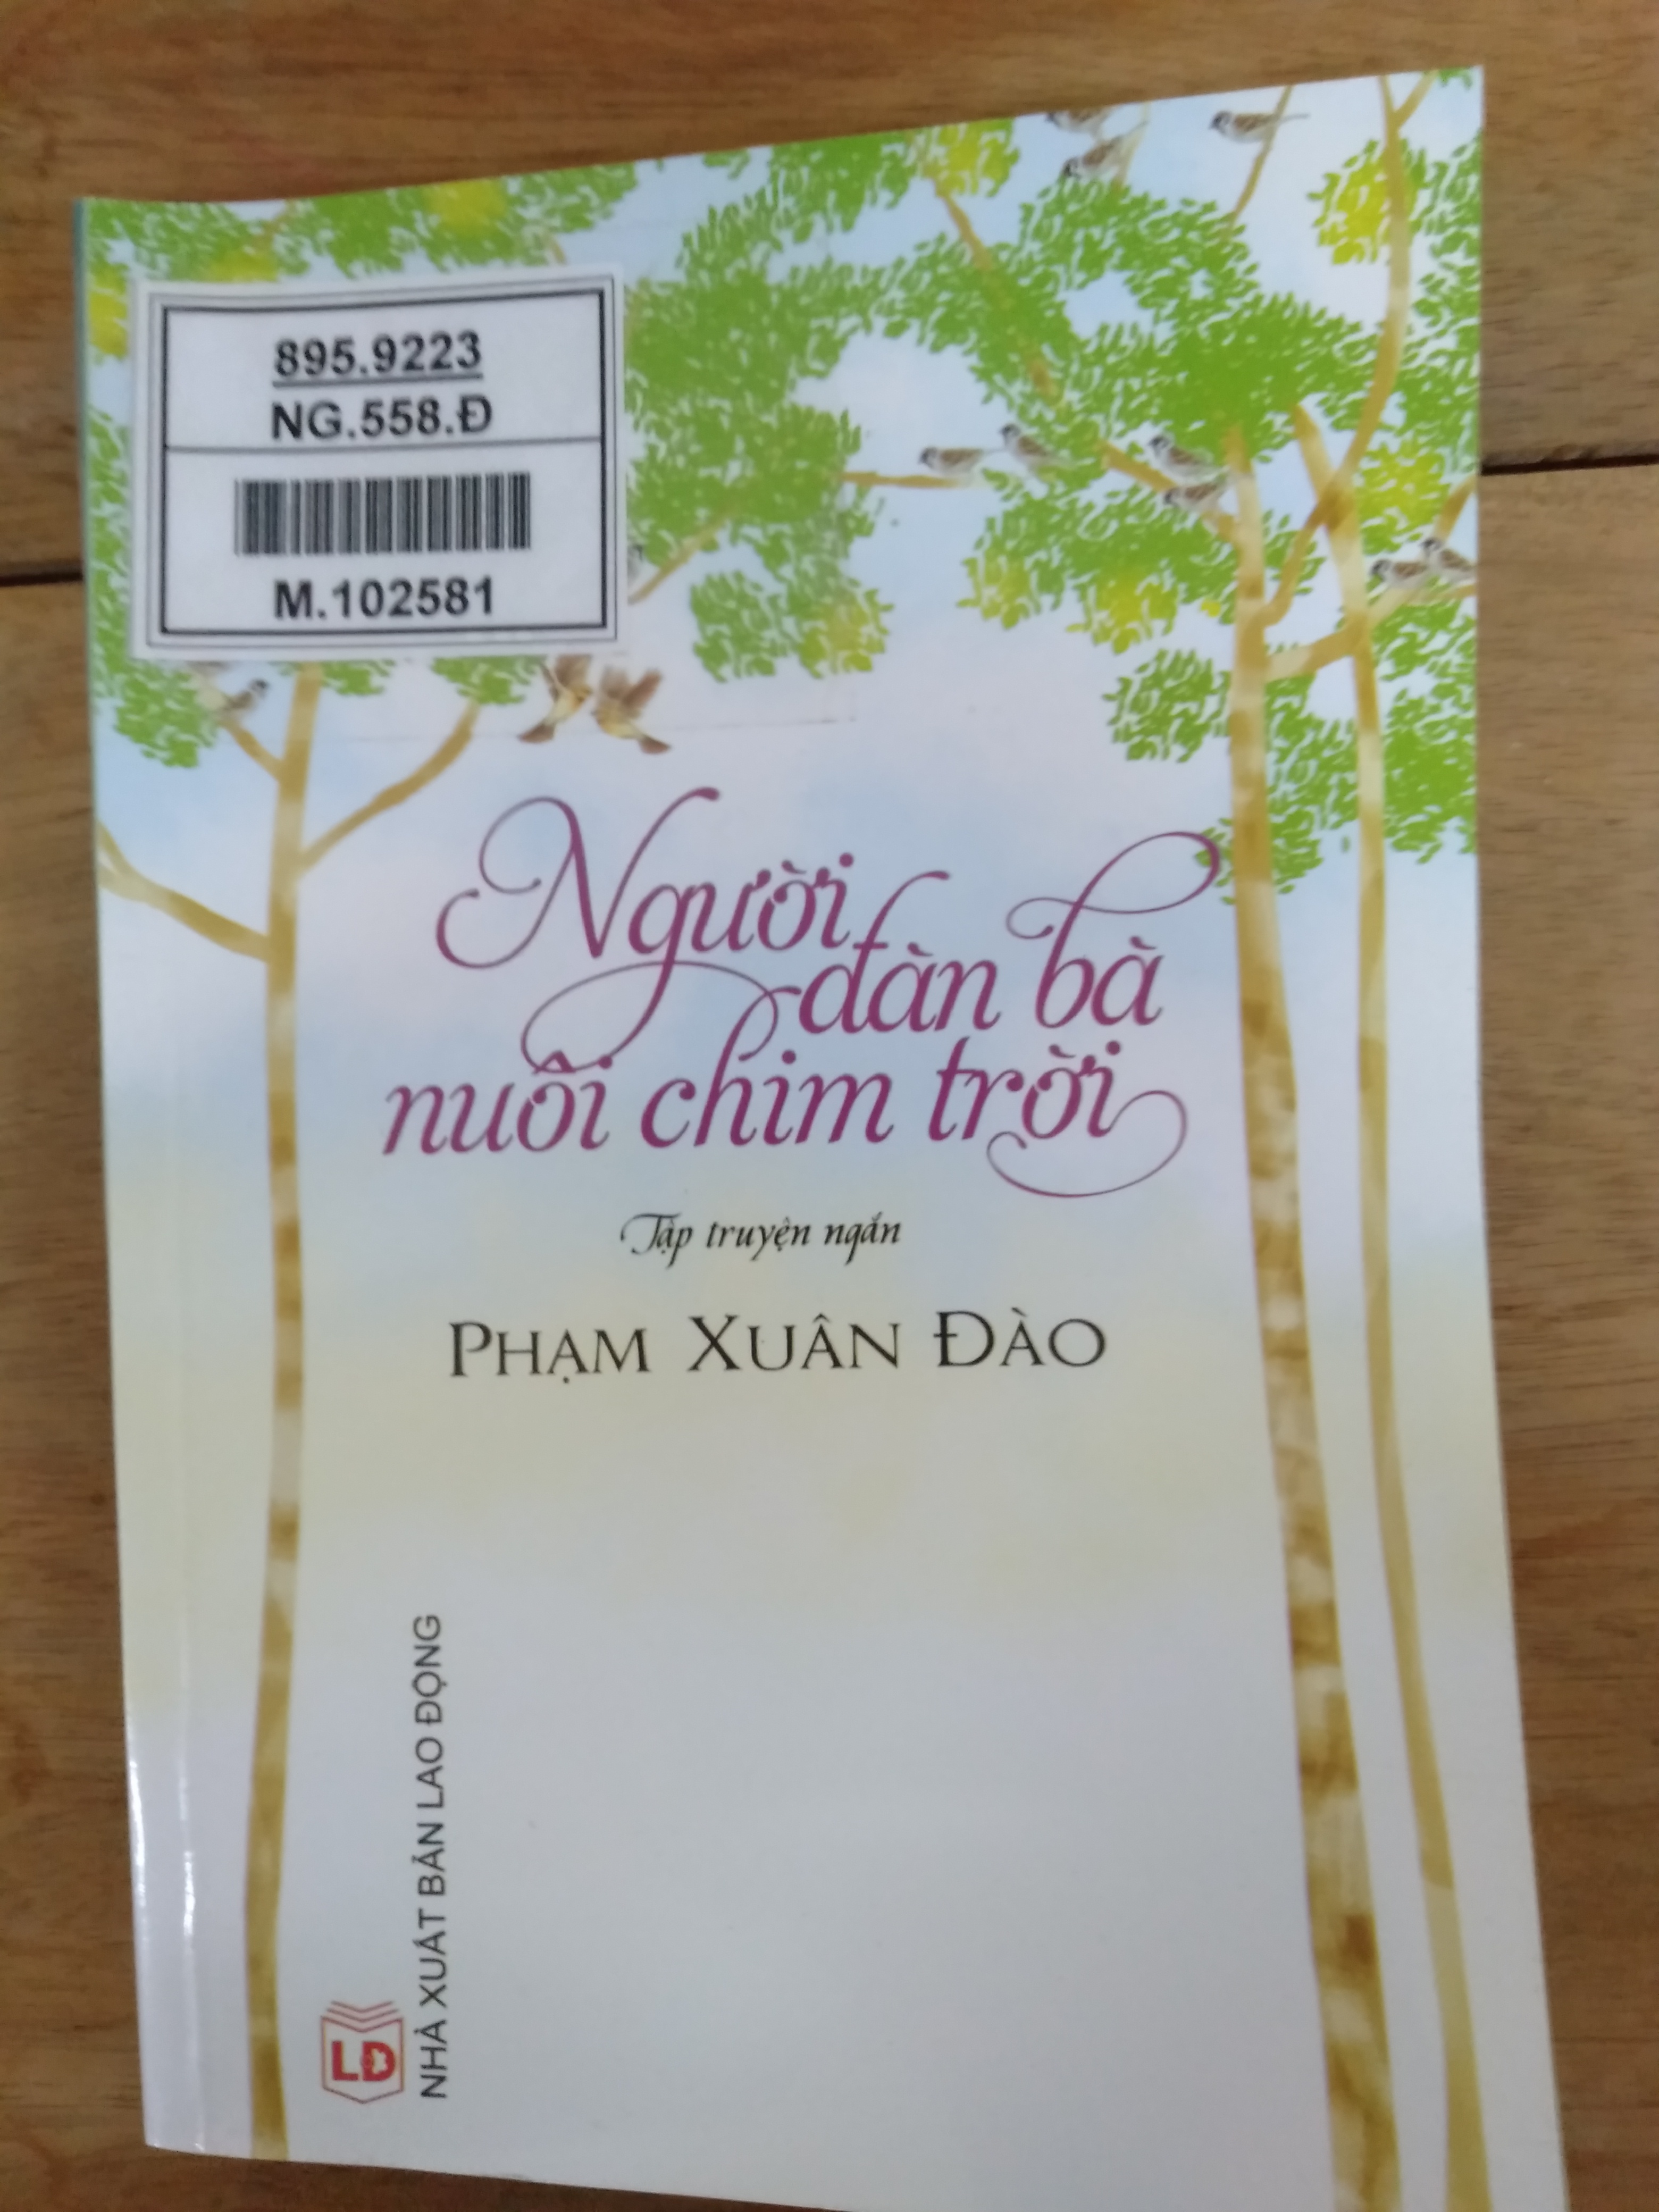 895.9223
NG.558.Đ
M.102581
Người
đàn bà
nuôi chim trời
Tập truyện ngắn
PHẠM XUÂN ĐÀO
NHÀ XUẤT BẢN LAO ĐỘNG
LĐ